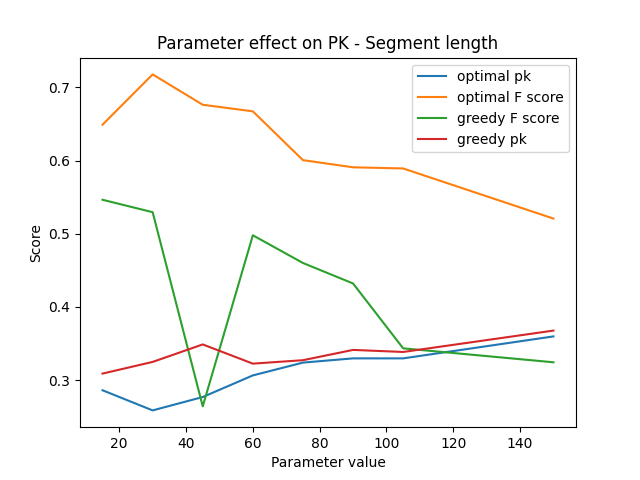 Parameter effect on PK - Segment length
optimal pk
optimal F score
greedy F score
greedy pk
0.7
0.6
0.5
0.4
0.3
Score
20
40
60
80
100
120
140
Parameter value